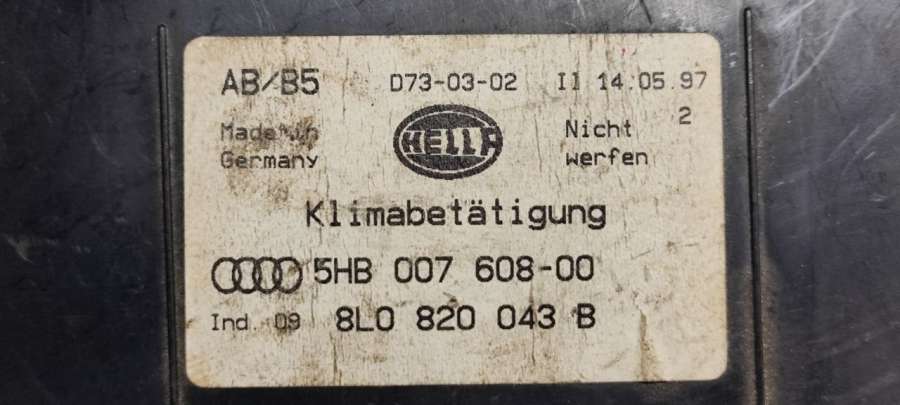 AB/B5 D73-03-02 I1 14.05.97
2
Made in Germany
HELLA
Nicht werfen
Klimabetätigung
5HB 007 608-00
Ind. 09 8L0 820 043 B